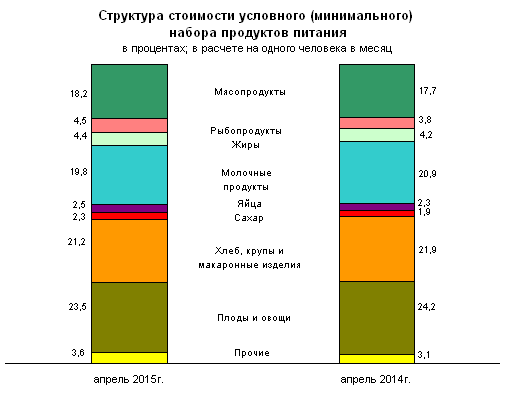 Структура стоимости условного (минимального)
набора продуктов питания
в процентах; в расчете на одного человека в месяц
18,2 Мясопродукты 17,7
4,5 Рыбопродукты 3,8
4,4 Жиры 4,2
19,8 Молочные 20,9
продукты
2,5 Яйца 2,3
2,3 Сахар 1,9
21,2 Хлеб, крупы и 21,9
макаронные изделия
23,5 Плоды и овощи 24,2
3,6 Прочие 3,1
апрель 2015г. апрель 2014г.